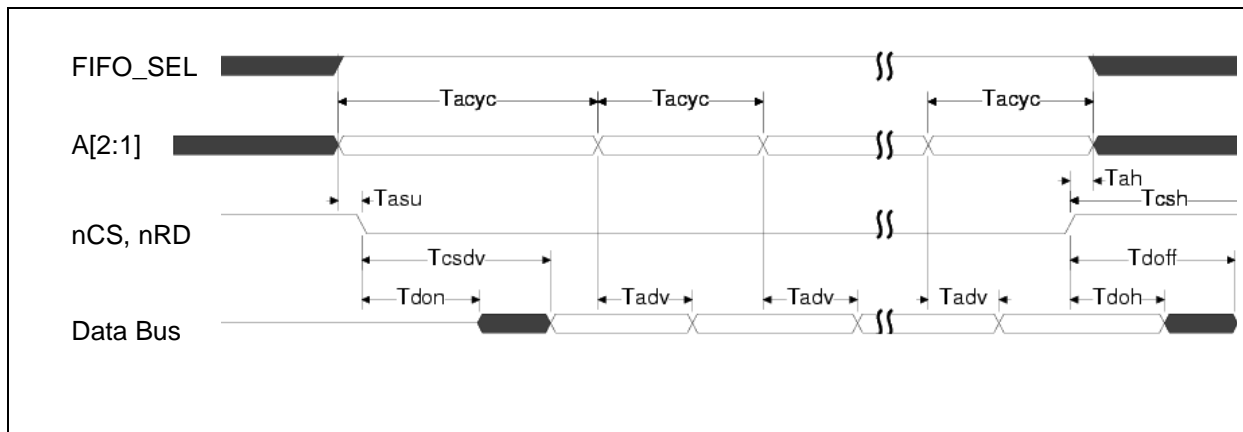 FIFO_SEL
Tacyc Tacyc Tacyc
A[2:1]
Tah
Tasu Tcsh
nCS, nRD
Tcsdv Tdoff
Tdon Tadv Tadv Tadv Tdoh
Data Bus